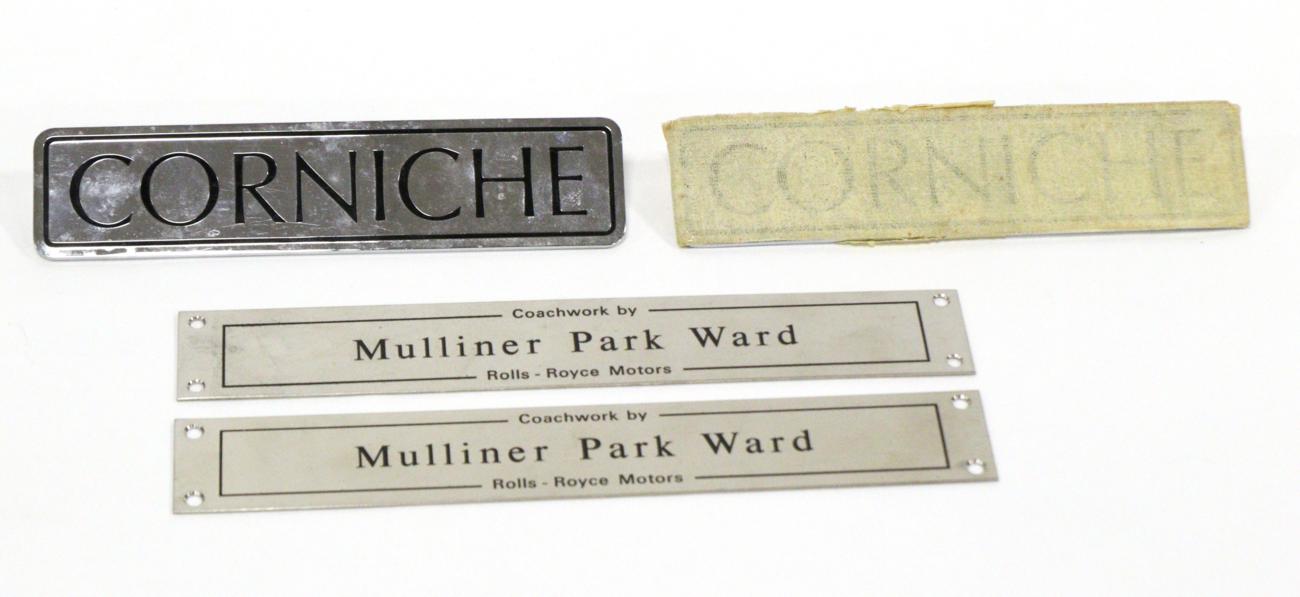 CORNICHE
CORNICHE
Coachwork by
Mulliner Park Ward
Rolls - Royce Motors
Coachwork by
Mulliner Park Ward
Rolls - Royce Motors